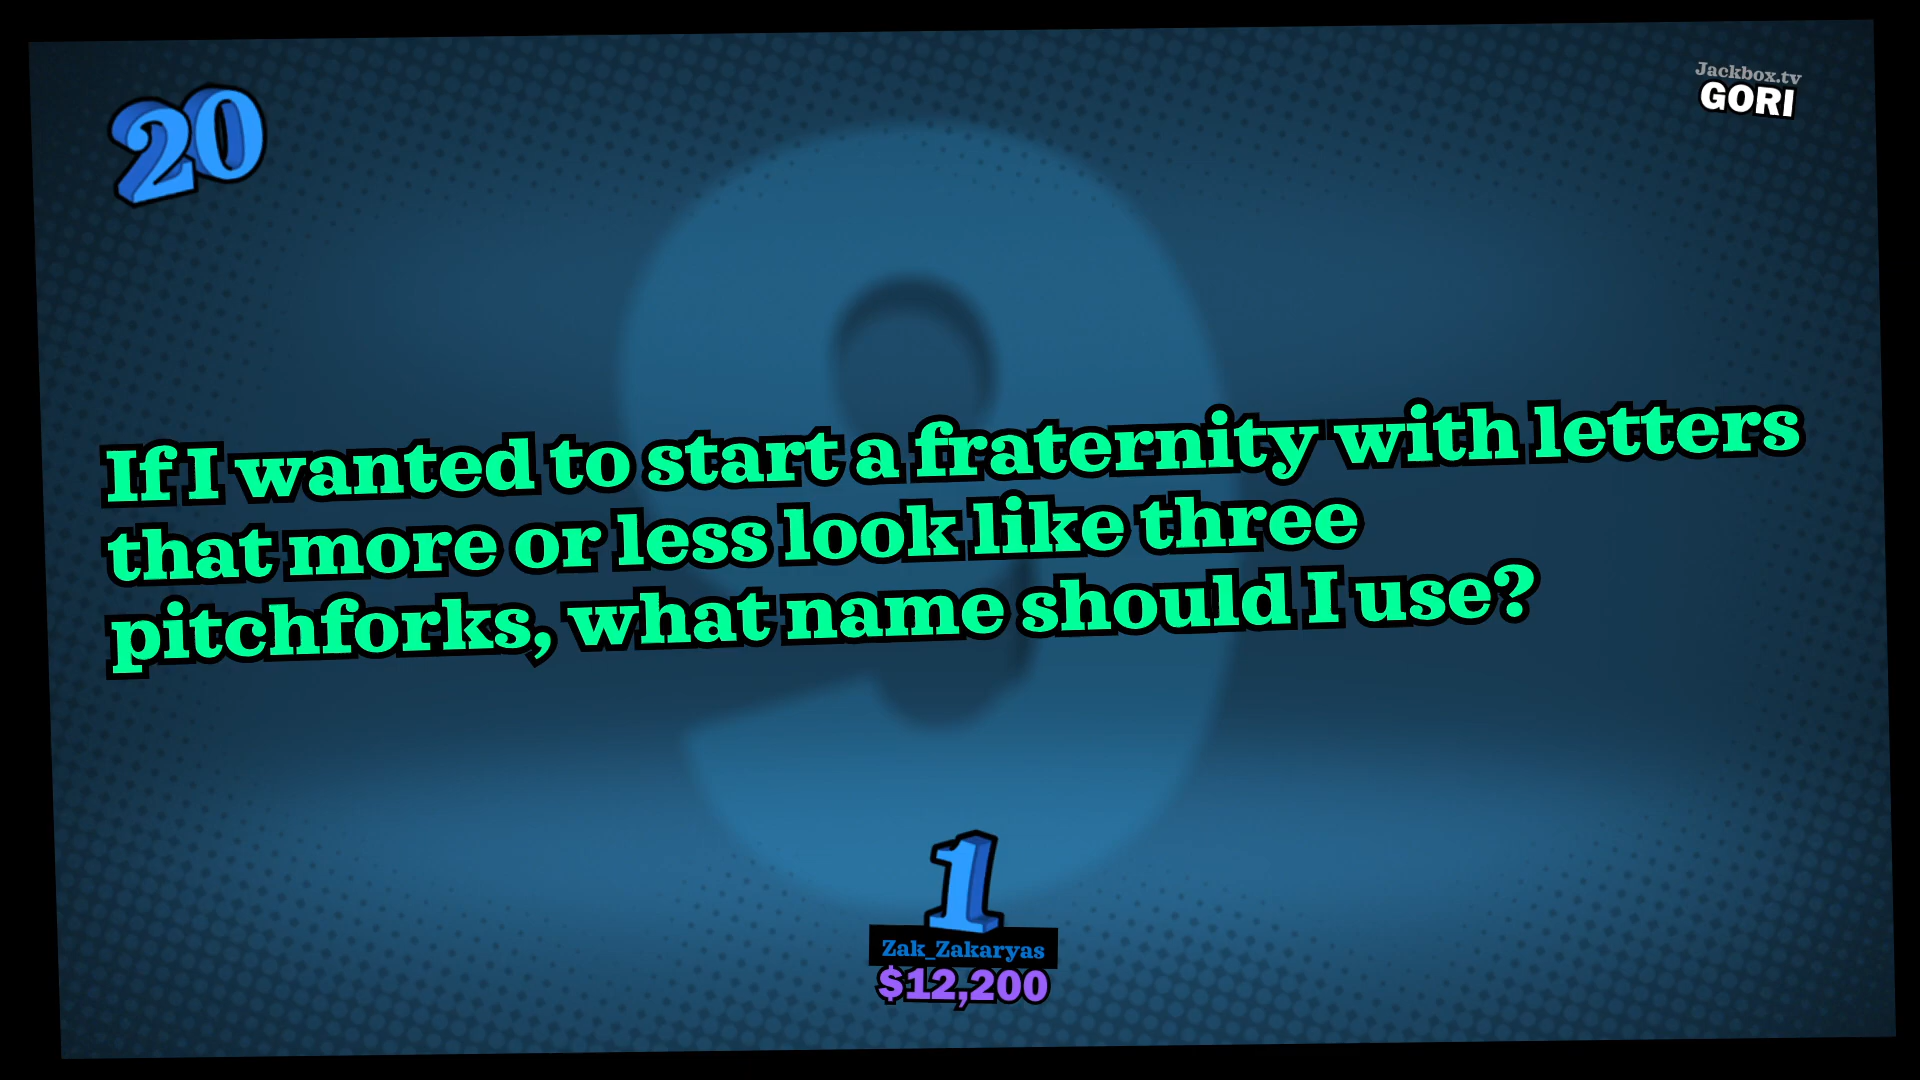 20
Jackbox.tv
GORI
9
If I wanted to start a fraternity with letters
that more or less look like three
pitchforks, what name should I use?
1
Zak_Zakaryas
$12,200